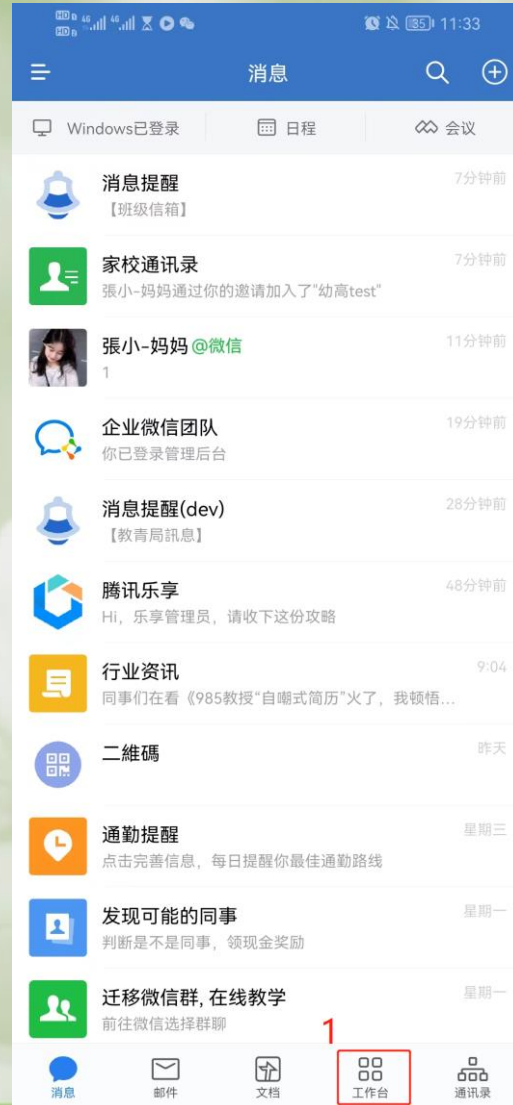 HD B 46 46 85 11:33
HD B
消息
Windows已登录 日程 会议
消息提醒 7分钟前
【班级信箱】
家校通讯录 7分钟前
張小-妈妈通过你的邀请加入了"幼高test"
張小-妈妈@微信 11分钟前
1
企业微信团队 19分钟前
你已登录管理后台
消息提醒(dev) 28分钟前
【教青局訊息】
腾讯乐享 48分钟前
Hi，乐享管理员，请收下这份攻略
行业资讯 9:04
同事们在看《985教授“自嘲式简历”火了，我顿悟...
二維碼 昨天
通勤提醒 星期三
点击完善信息，每日提醒你最佳通勤路线
发现可能的同事 星期一
判断是不是同事，领现金奖励
迁移微信群, 在线教学 星期一
前往微信选择群聊
1
消息 邮件 文档 工作台 通讯录